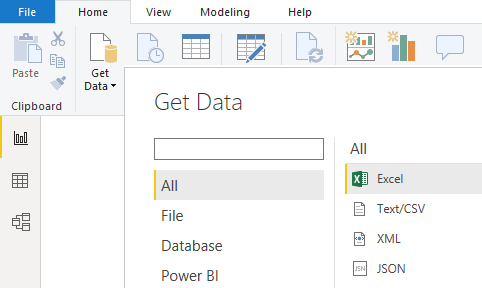 File Home View Modeling Help
Paste
Get
Data
Clipboard
Get Data
All
File
Database
Power BI
All
Excel
Text/CSV
XML
JSON